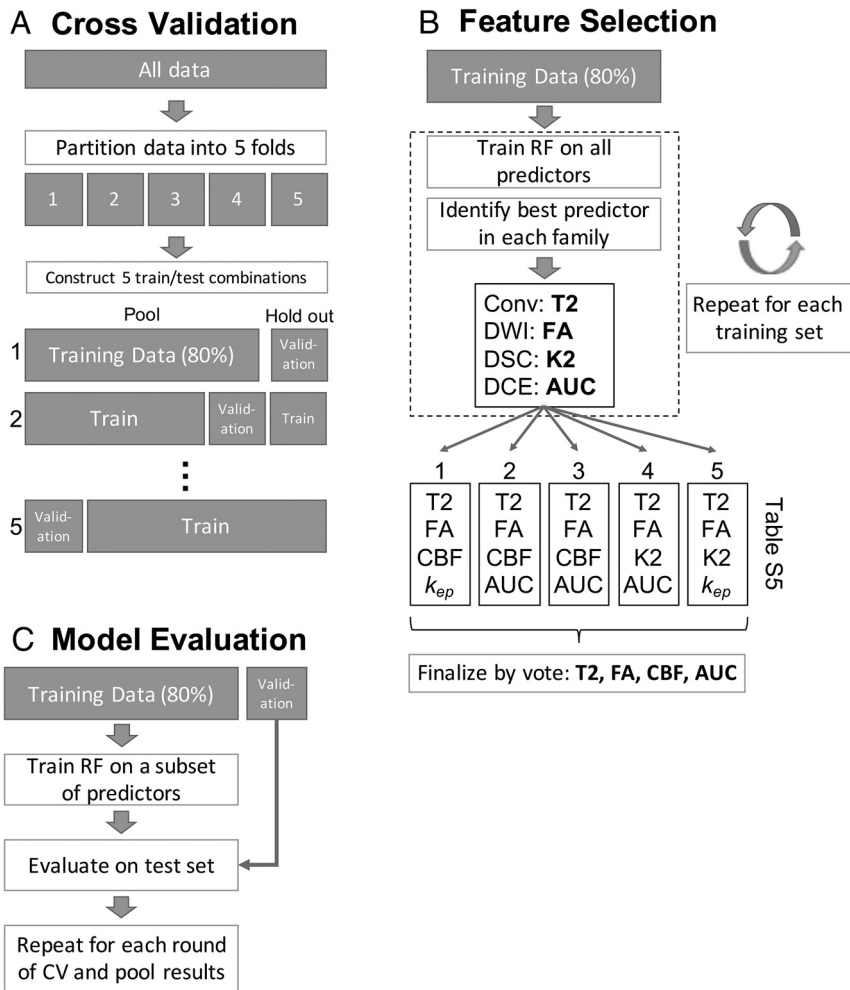 A Cross Validation
All data
Partition data into 5 folds
1 2 3 4 5
Construct 5 train/test combinations
Pool Hold out
1 Training Data (80%) Valid-
ation
2 Train Valid-
ation Train
⋮
5 Valid-
ation Train
B Feature Selection
Training Data (80%)
Train RF on all
predictors
Identify best predictor
in each family
Conv: T2
DWI: FA
DSC: K2
DCE: AUC
Repeat for each
training set
1 2 3 4 5
T2 T2 T2 T2 T2
FA FA FA FA FA
CBF CBF CBF K2 K2
kep AUC AUC AUC kep
Table S5
Finalize by vote: T2, FA, CBF, AUC
C Model Evaluation
Training Data (80%) Valid-
ation
Train RF on a subset
of predictors
Evaluate on test set
Repeat for each round
of CV and pool results